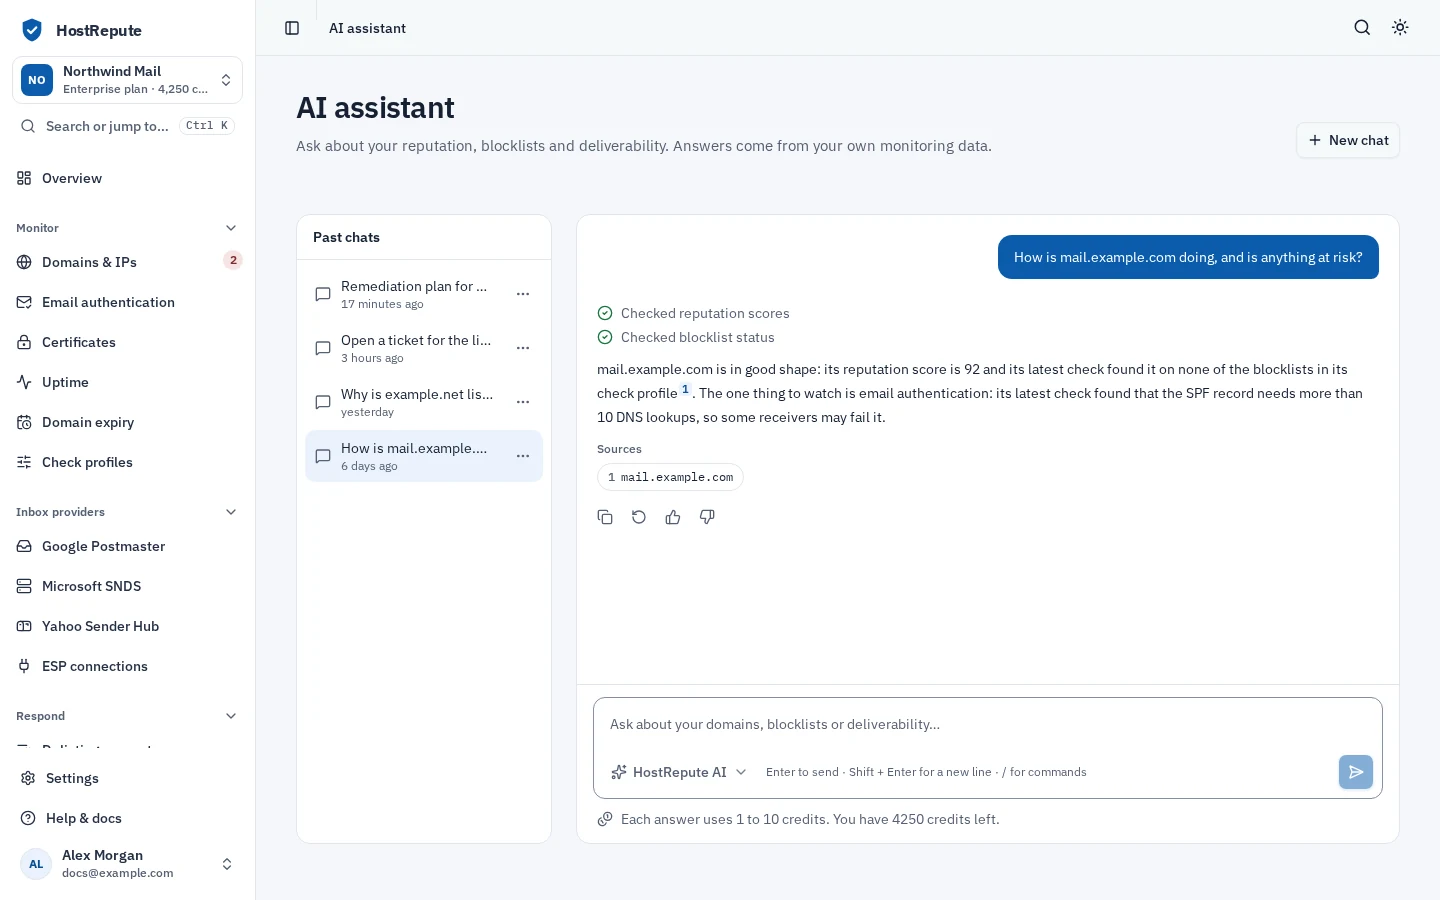 HostRepute
NO
Northwind Mail
Enterprise plan · 4,250 c...
Search or jump to...
Ctrl K
Overview
Monitor
Domains & IPs
2
Email authentication
Certificates
Uptime
Domain expiry
Check profiles
Inbox providers
Google Postmaster
Microsoft SNDS
Yahoo Sender Hub
ESP connections
Respond
Settings
Help & docs
AL
Alex Morgan
docs@example.com
AI assistant
AI assistant
Ask about your reputation, blocklists and deliverability. Answers come from your own monitoring data.
New chat
Past chats
Remediation plan for ...
17 minutes ago
Open a ticket for the li...
3 hours ago
Why is example.net lis...
yesterday
How is mail.example....
6 days ago
How is mail.example.com doing, and is anything at risk?
Checked reputation scores
Checked blocklist status
mail.example.com is in good shape: its reputation score is 92 and its latest check found it on none of the blocklists in its
check profile 1. The one thing to watch is email authentication: its latest check found that the SPF record needs more than
10 DNS lookups, so some receivers may fail it.
Sources
1 mail.example.com
Ask about your domains, blocklists or deliverability...
HostRepute AI
Enter to send · Shift + Enter for a new line · / for commands
Each answer uses 1 to 10 credits. You have 4250 credits left.